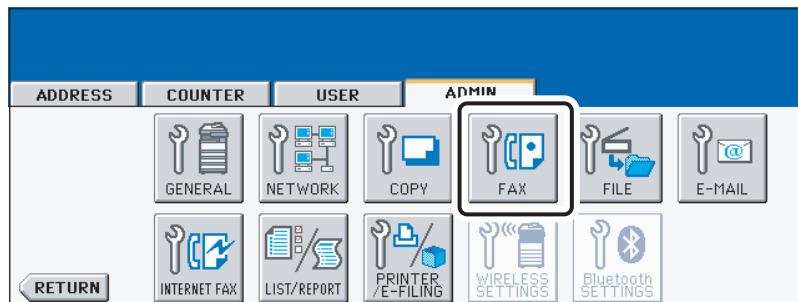 ADDRESS COUNTER USER ADMIN
GENERAL NETWORK COPY FAX FILE E-MAIL
@
INTERNET FAX LIST/REPORT PRINTER /E-FILING WIRELESS SETTINGS Bluetooth SETTINGS
RETURN